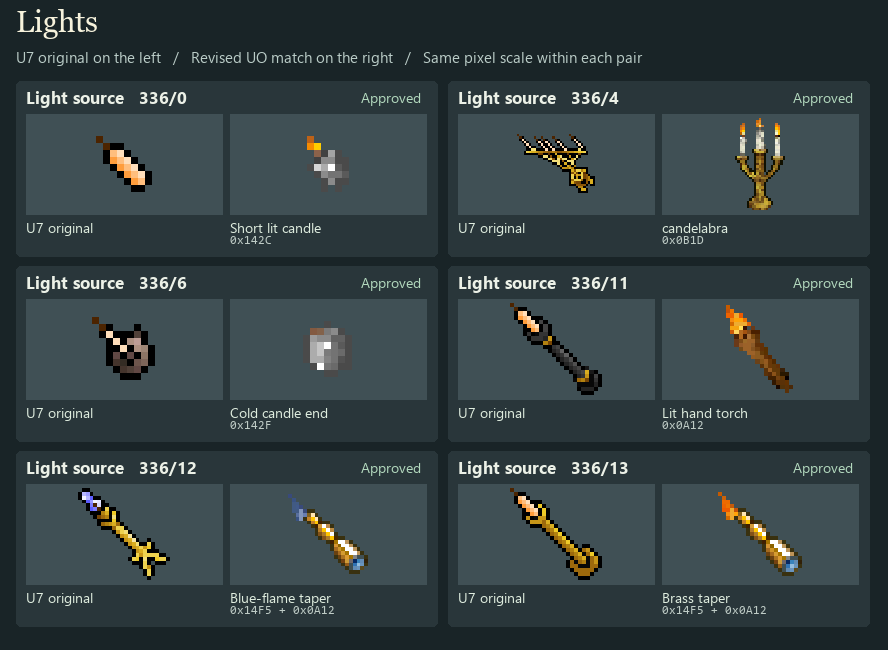 Lights
U7 original on the left / Revised UO match on the right / Same pixel scale within each pair
Light source 336/0 Approved
U7 original
Short lit candle
0x142C
Light source 336/4 Approved
U7 original
candelabra
0x0B1D
Light source 336/6 Approved
U7 original
Cold candle end
0x142F
Light source 336/11 Approved
U7 original
Lit hand torch
0x0A12
Light source 336/12 Approved
U7 original
Blue-flame taper
0x14F5 + 0x0A12
Light source 336/13 Approved
U7 original
Brass taper
0x14F5 + 0x0A12